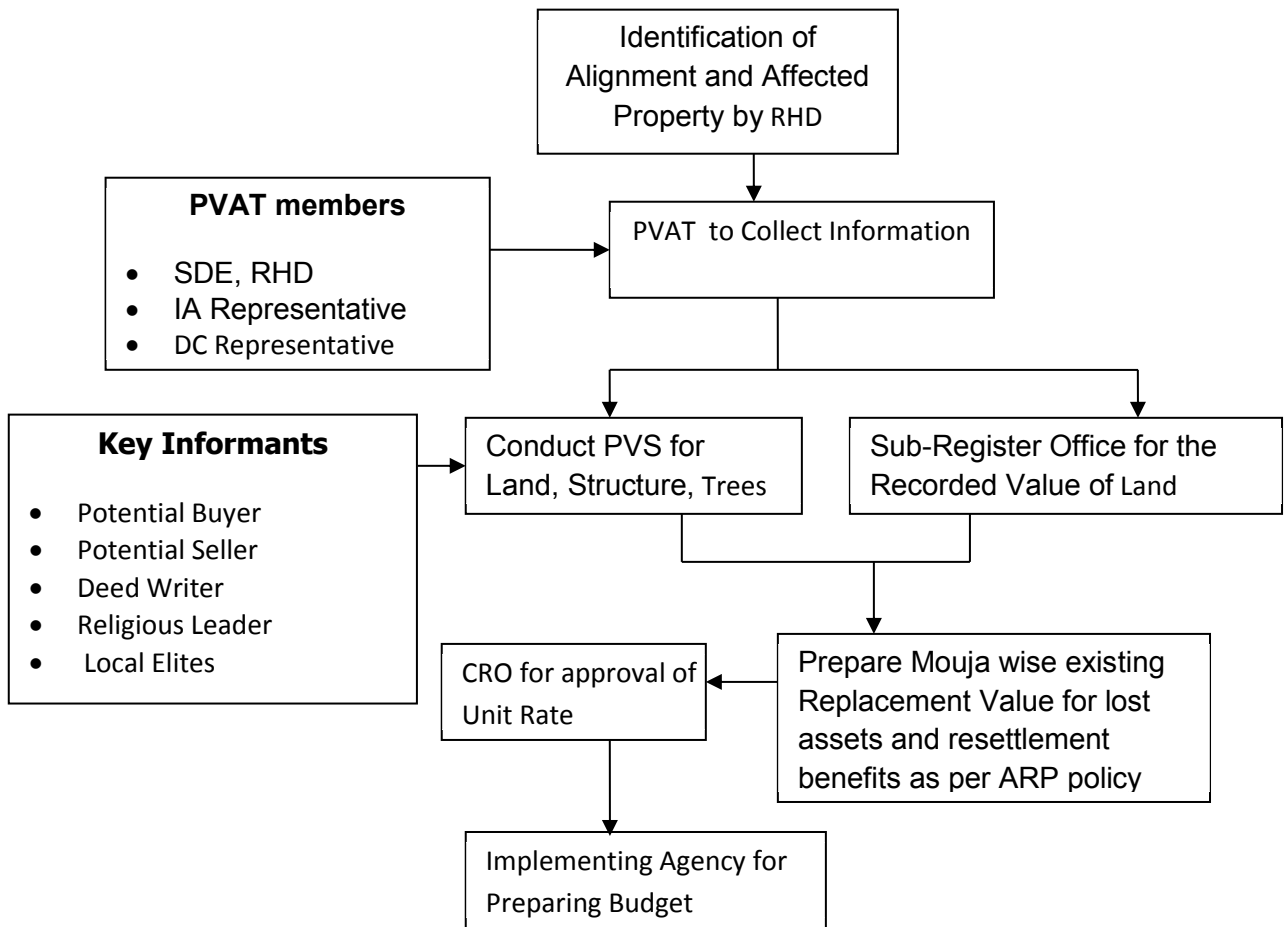 Identification of
Alignment and Affected
Property by RHD
PVAT members
• SDE, RHD
• IA Representative
• DC Representative
PVAT to Collect Information
Key Informants
• Potential Buyer
• Potential Seller
• Deed Writer
• Religious Leader
• Local Elites
Conduct PVS for
Land, Structure, Trees
Sub-Register Office for the
Recorded Value of Land
CRO for approval of
Unit Rate
Prepare Mouja wise existing
Replacement Value for lost
assets and resettlement
benefits as per ARP policy
Implementing Agency for
Preparing Budget